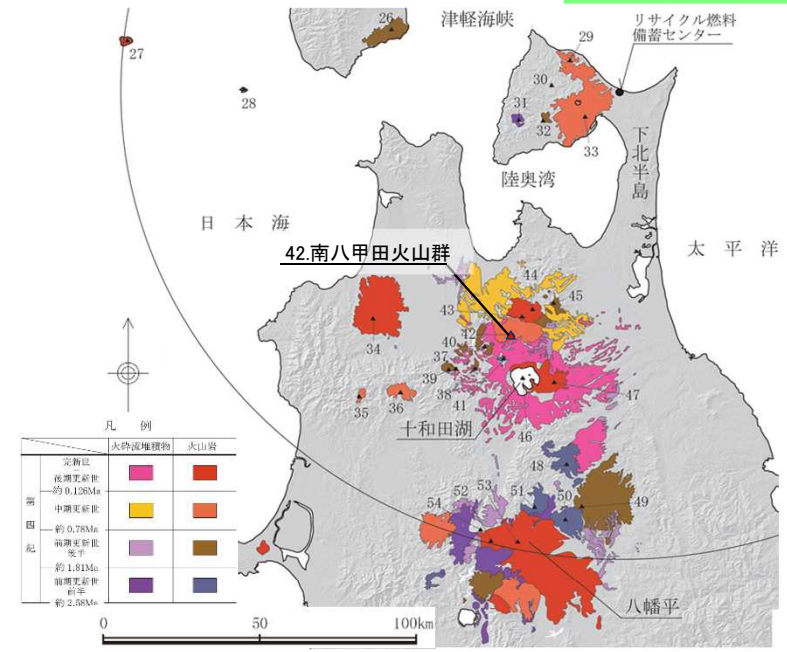 津軽海峡
リサイクル燃料
備蓄センター
26
27
28
29
30
31
32
33
下北半島
陸奥湾
日本海
太平洋
42.南八甲田火山群
44
45
43
42
40
37
39
38
41
34
35
36
47
46
十和田湖
48
49
50
51
52
53
54
八幡平
凡例
火砕流堆積物 火山岩
第四紀
完新世
後期更新世
約 0.126Ma
中期更新世
約 0.78Ma
前期更新世
後半
約 1.81Ma
前期更新世
前半
約 2.58Ma
0 50 100km